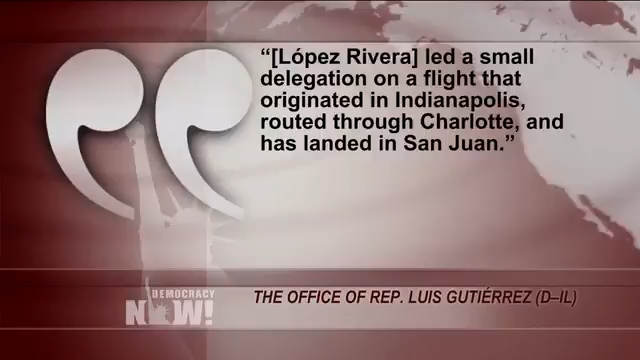 “[López Rivera] led a small
delegation on a flight that
originated in Indianapolis,
routed through Charlotte, and
has landed in San Juan.”
THE OFFICE OF REP. LUIS GUTIÉRREZ (D–IL)
DEMOCRACY
NOW!